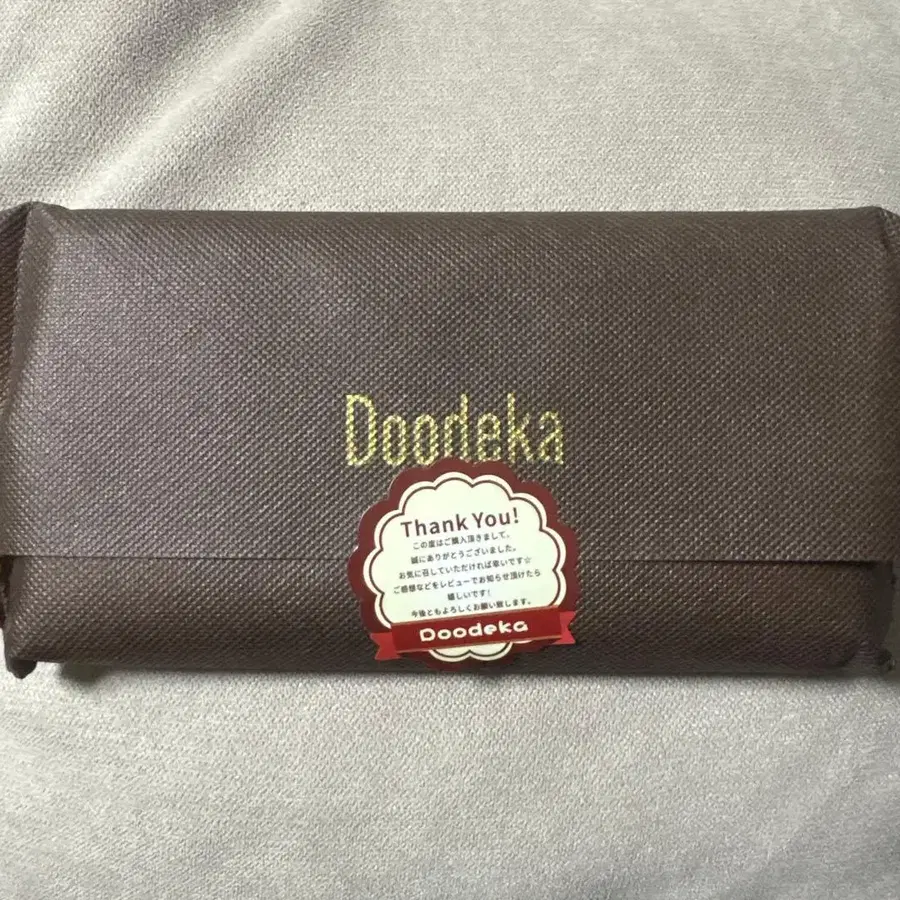 Doodeka
Thank You!
この度はご購入頂きまして、
誠にありがとうございました。
お気に召していただければ幸いです☆
ご感想などをレビューでお知らせ頂けたら
嬉しいです!
今後ともよろしくお願い致します。
Doodeka